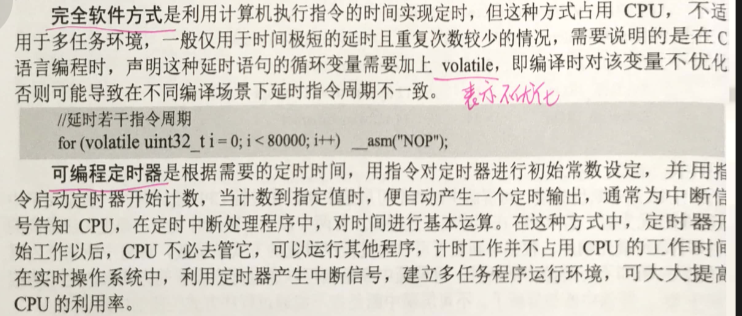 完全软件方式是利用计算机执行指令的时间实现定时，但这种方式占用 CPU，不适
用于多任务环境，一般仅用于时间极短的延时且重复次数较少的情况，需要说明的是在 C
语言编程时，声明这种延时语句的循环变量需要加上 volatile，即编译时对该变量不优化
否则可能导致在不同编译场景下延时指令周期不一致。 表示不优化
//延时若干指令周期
for (volatile uint32_t i = 0; i < 80000; i++) __asm("NOP");
可编程定时器是根据需要的定时时间，用指令对定时器进行初始常数设定，并用指
令启动定时器开始计数，当计数到指定值时，便自动产生一个定时输出，通常为中断信
号告知 CPU，在定时中断处理程序中，对时间进行基本运算。在这种方式中，定时器开
始工作以后，CPU 不必去管它，可以运行其他程序，计时工作并不占用 CPU 的工作时间
在实时操作系统中，利用定时器产生中断信号，建立多任务程序运行环境，可大大提高
CPU 的利用率。